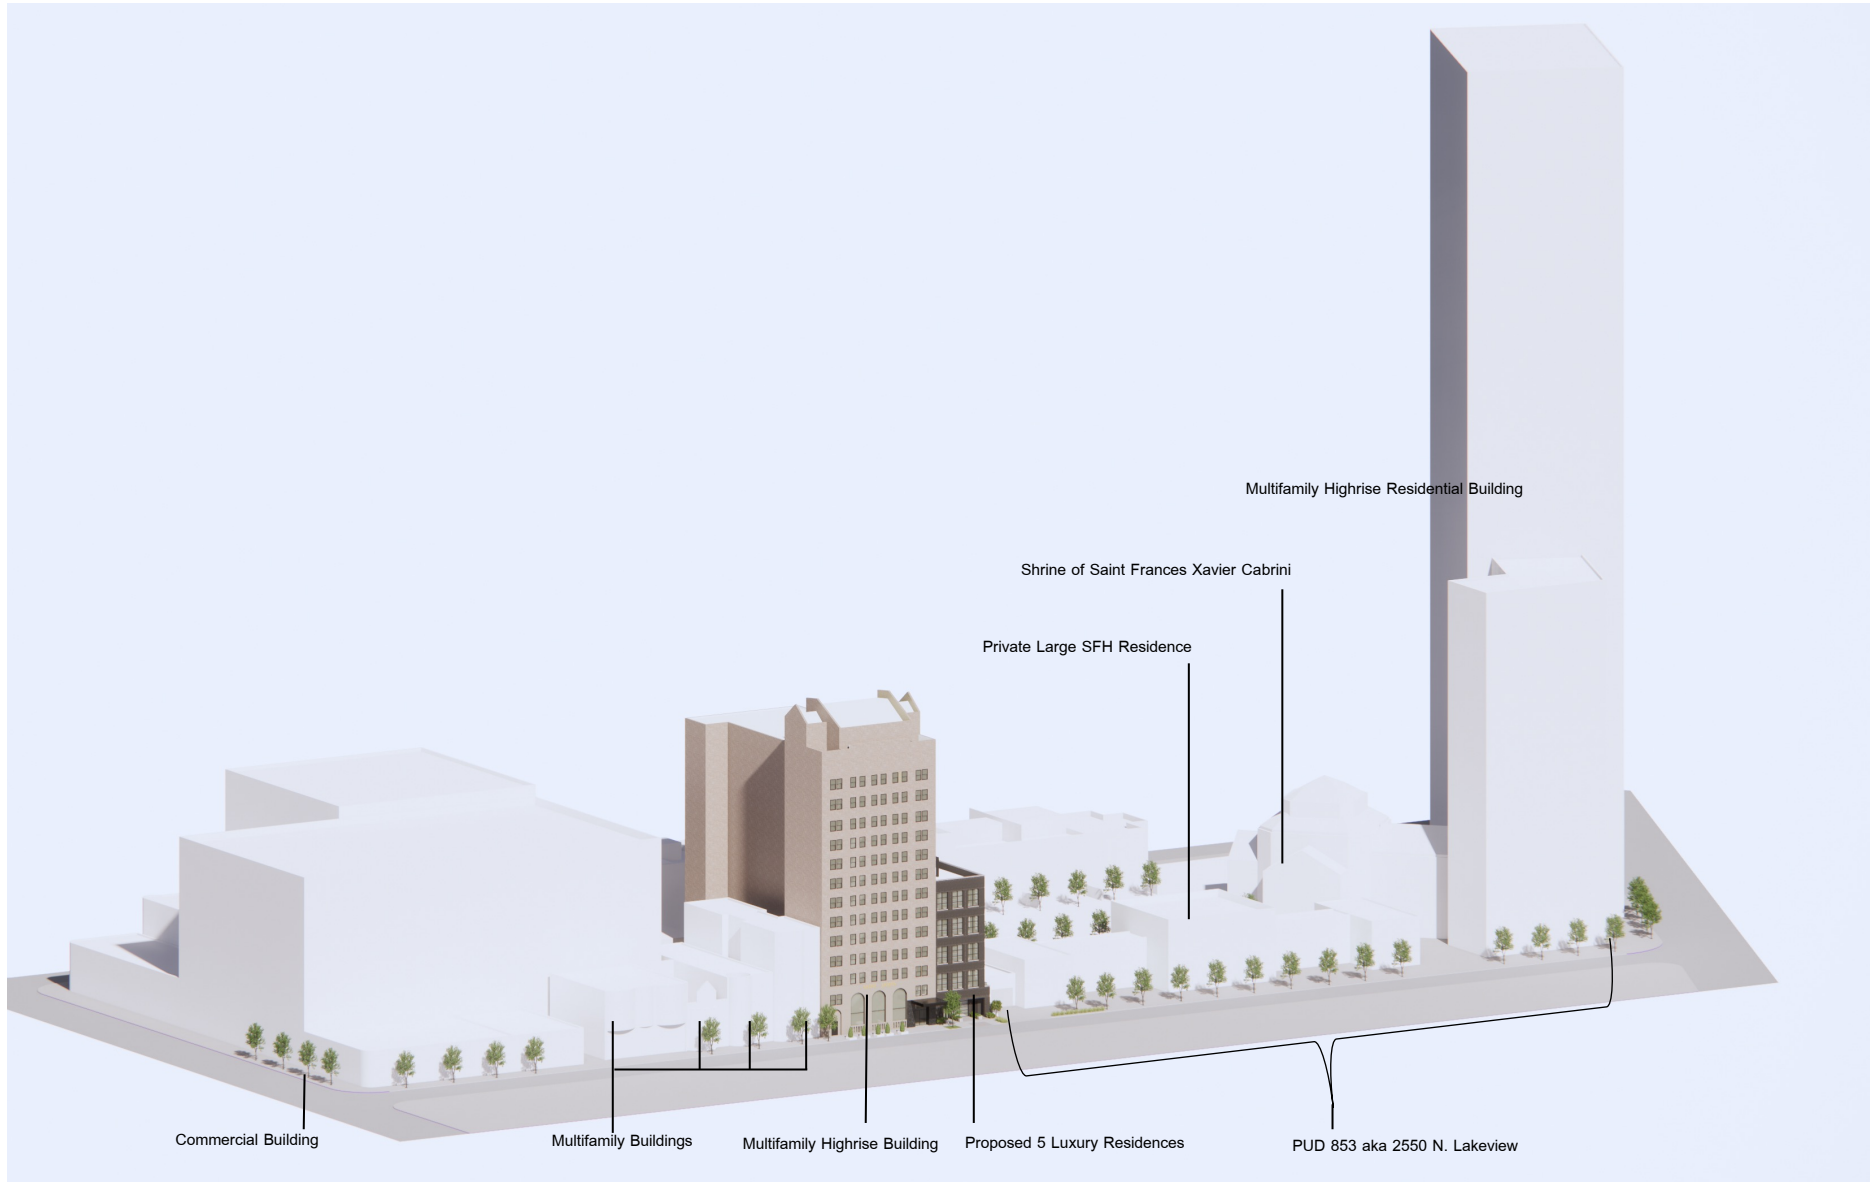 Multifamily Highrise Residential Building
Shrine of Saint Frances Xavier Cabrini
Private Large SFH Residence
Commercial Building
Multifamily Buildings
Multifamily Highrise Building
Proposed 5 Luxury Residences
PUD 853 aka 2550 N. Lakeview